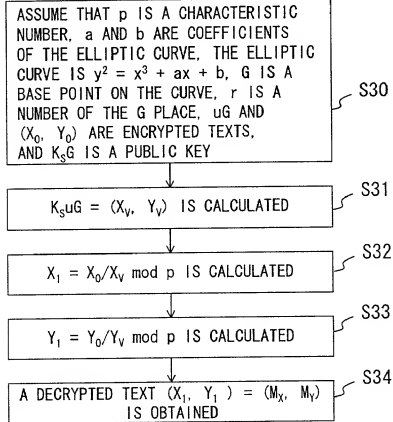 ASSUME THAT p IS A CHARACTERISTIC
NUMBER, a AND b ARE COEFFICIENTS
OF THE ELLIPTIC CURVE, THE ELLIPTIC
CURVE IS y² = x³ + ax + b, G IS A
BASE POINT ON THE CURVE, r IS A
NUMBER OF THE G PLACE, uG AND
(X₀, Y₀) ARE ENCRYPTED TEXTS,
AND KₛG IS A PUBLIC KEY
S30
KₛuG = (Xᵥ, Yᵥ) IS CALCULATED
S31
X₁ = X₀/Xᵥ mod p IS CALCULATED
S32
Y₁ = Y₀/Yᵥ mod p IS CALCULATED
S33
A DECRYPTED TEXT (X₁, Y₁ ) = (Mₓ, Mᵧ)
IS OBTAINED
S34